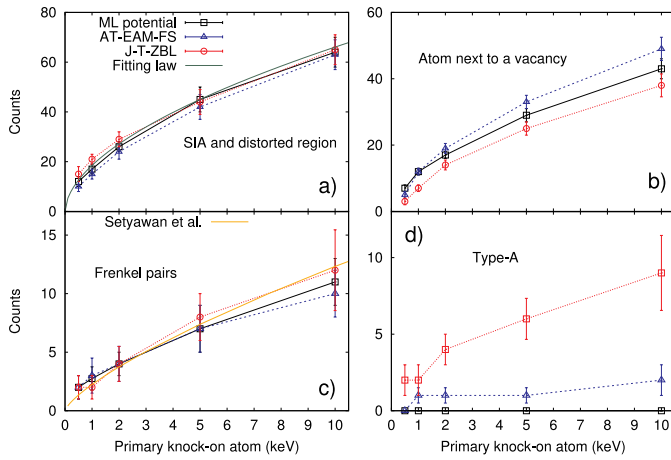 80
60
40
20
0
Counts
ML potential
AT-EAM-FS
J-T-ZBL
Fitting law
SIA and distorted region
a)
60
40
20
0
Atom next to a vacancy
b)
15
10
5
0
Counts
Setyawan et al.
Frenkel pairs
c)
0 1 2 3 4 5 6 7 8 9 10
Primary knock-on atom (keV)
10
5
0
d)
Type-A
0 1 2 3 4 5 6 7 8 9 10
Primary knock-on atom (keV)